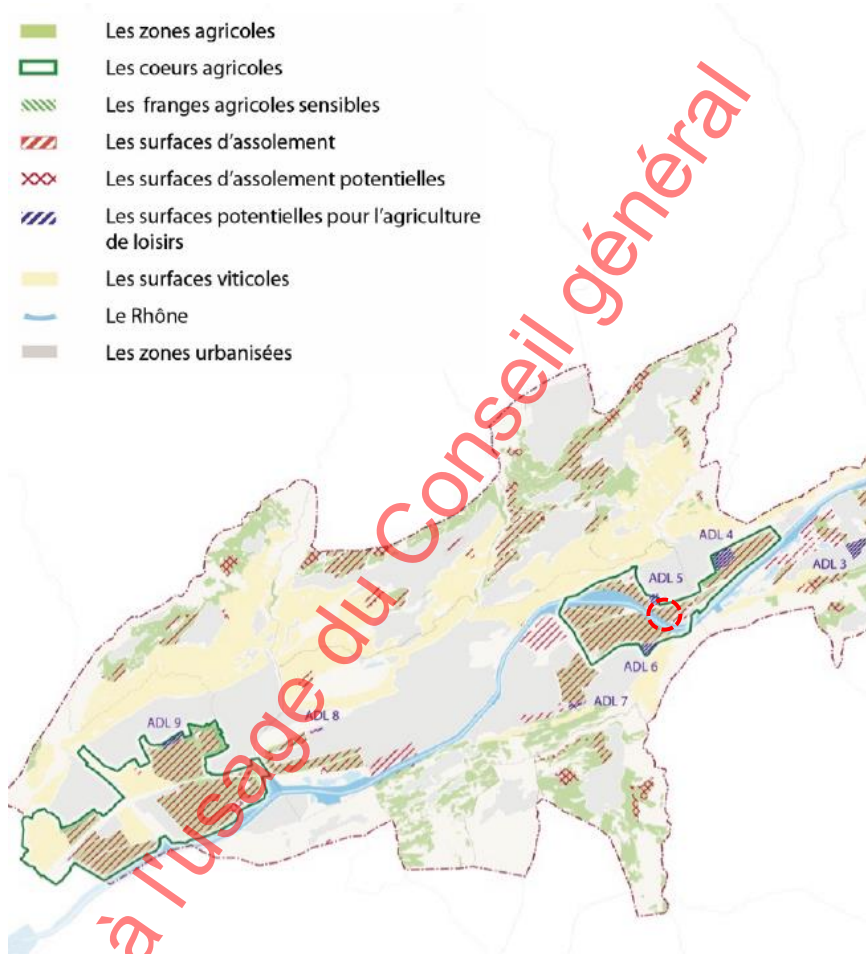 Les zones agricoles
Les coeurs agricoles
Les franges agricoles sensibles
Les surfaces d'assolement
Les surfaces d'assolement potentielles
Les surfaces potentielles pour l'agriculture
de loisirs
Les surfaces viticoles
Le Rhône
Les zones urbanisées
à l'usage du Conseil général
ADL 4
ADL 3
ADL 5
ADL 6
ADL 7
ADL 8
ADL 9